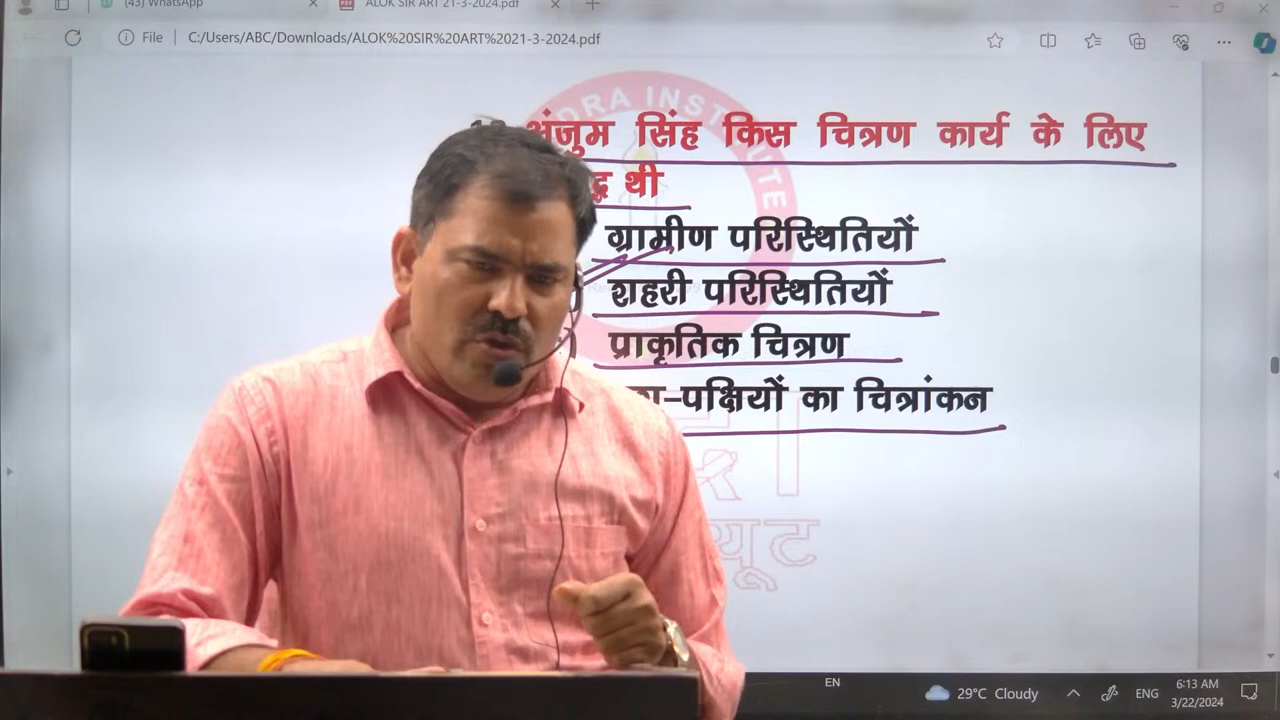 (43) WhatsApp
ALOK SIR ART 21-3-2024.pdf
File
C:/Users/ABC/Downloads/ALOK%20SIR%20ART%2021-3-2024.pdf
अंजुम सिंह किस चित्रण कार्य के लिए
थी
ग्रामीण परिस्थितियों
शहरी परिस्थितियों
प्राकृतिक चित्रण
पक्षियों का चित्रांकन
EN
29°C Cloudy
ENG
6:13 AM
3/22/2024